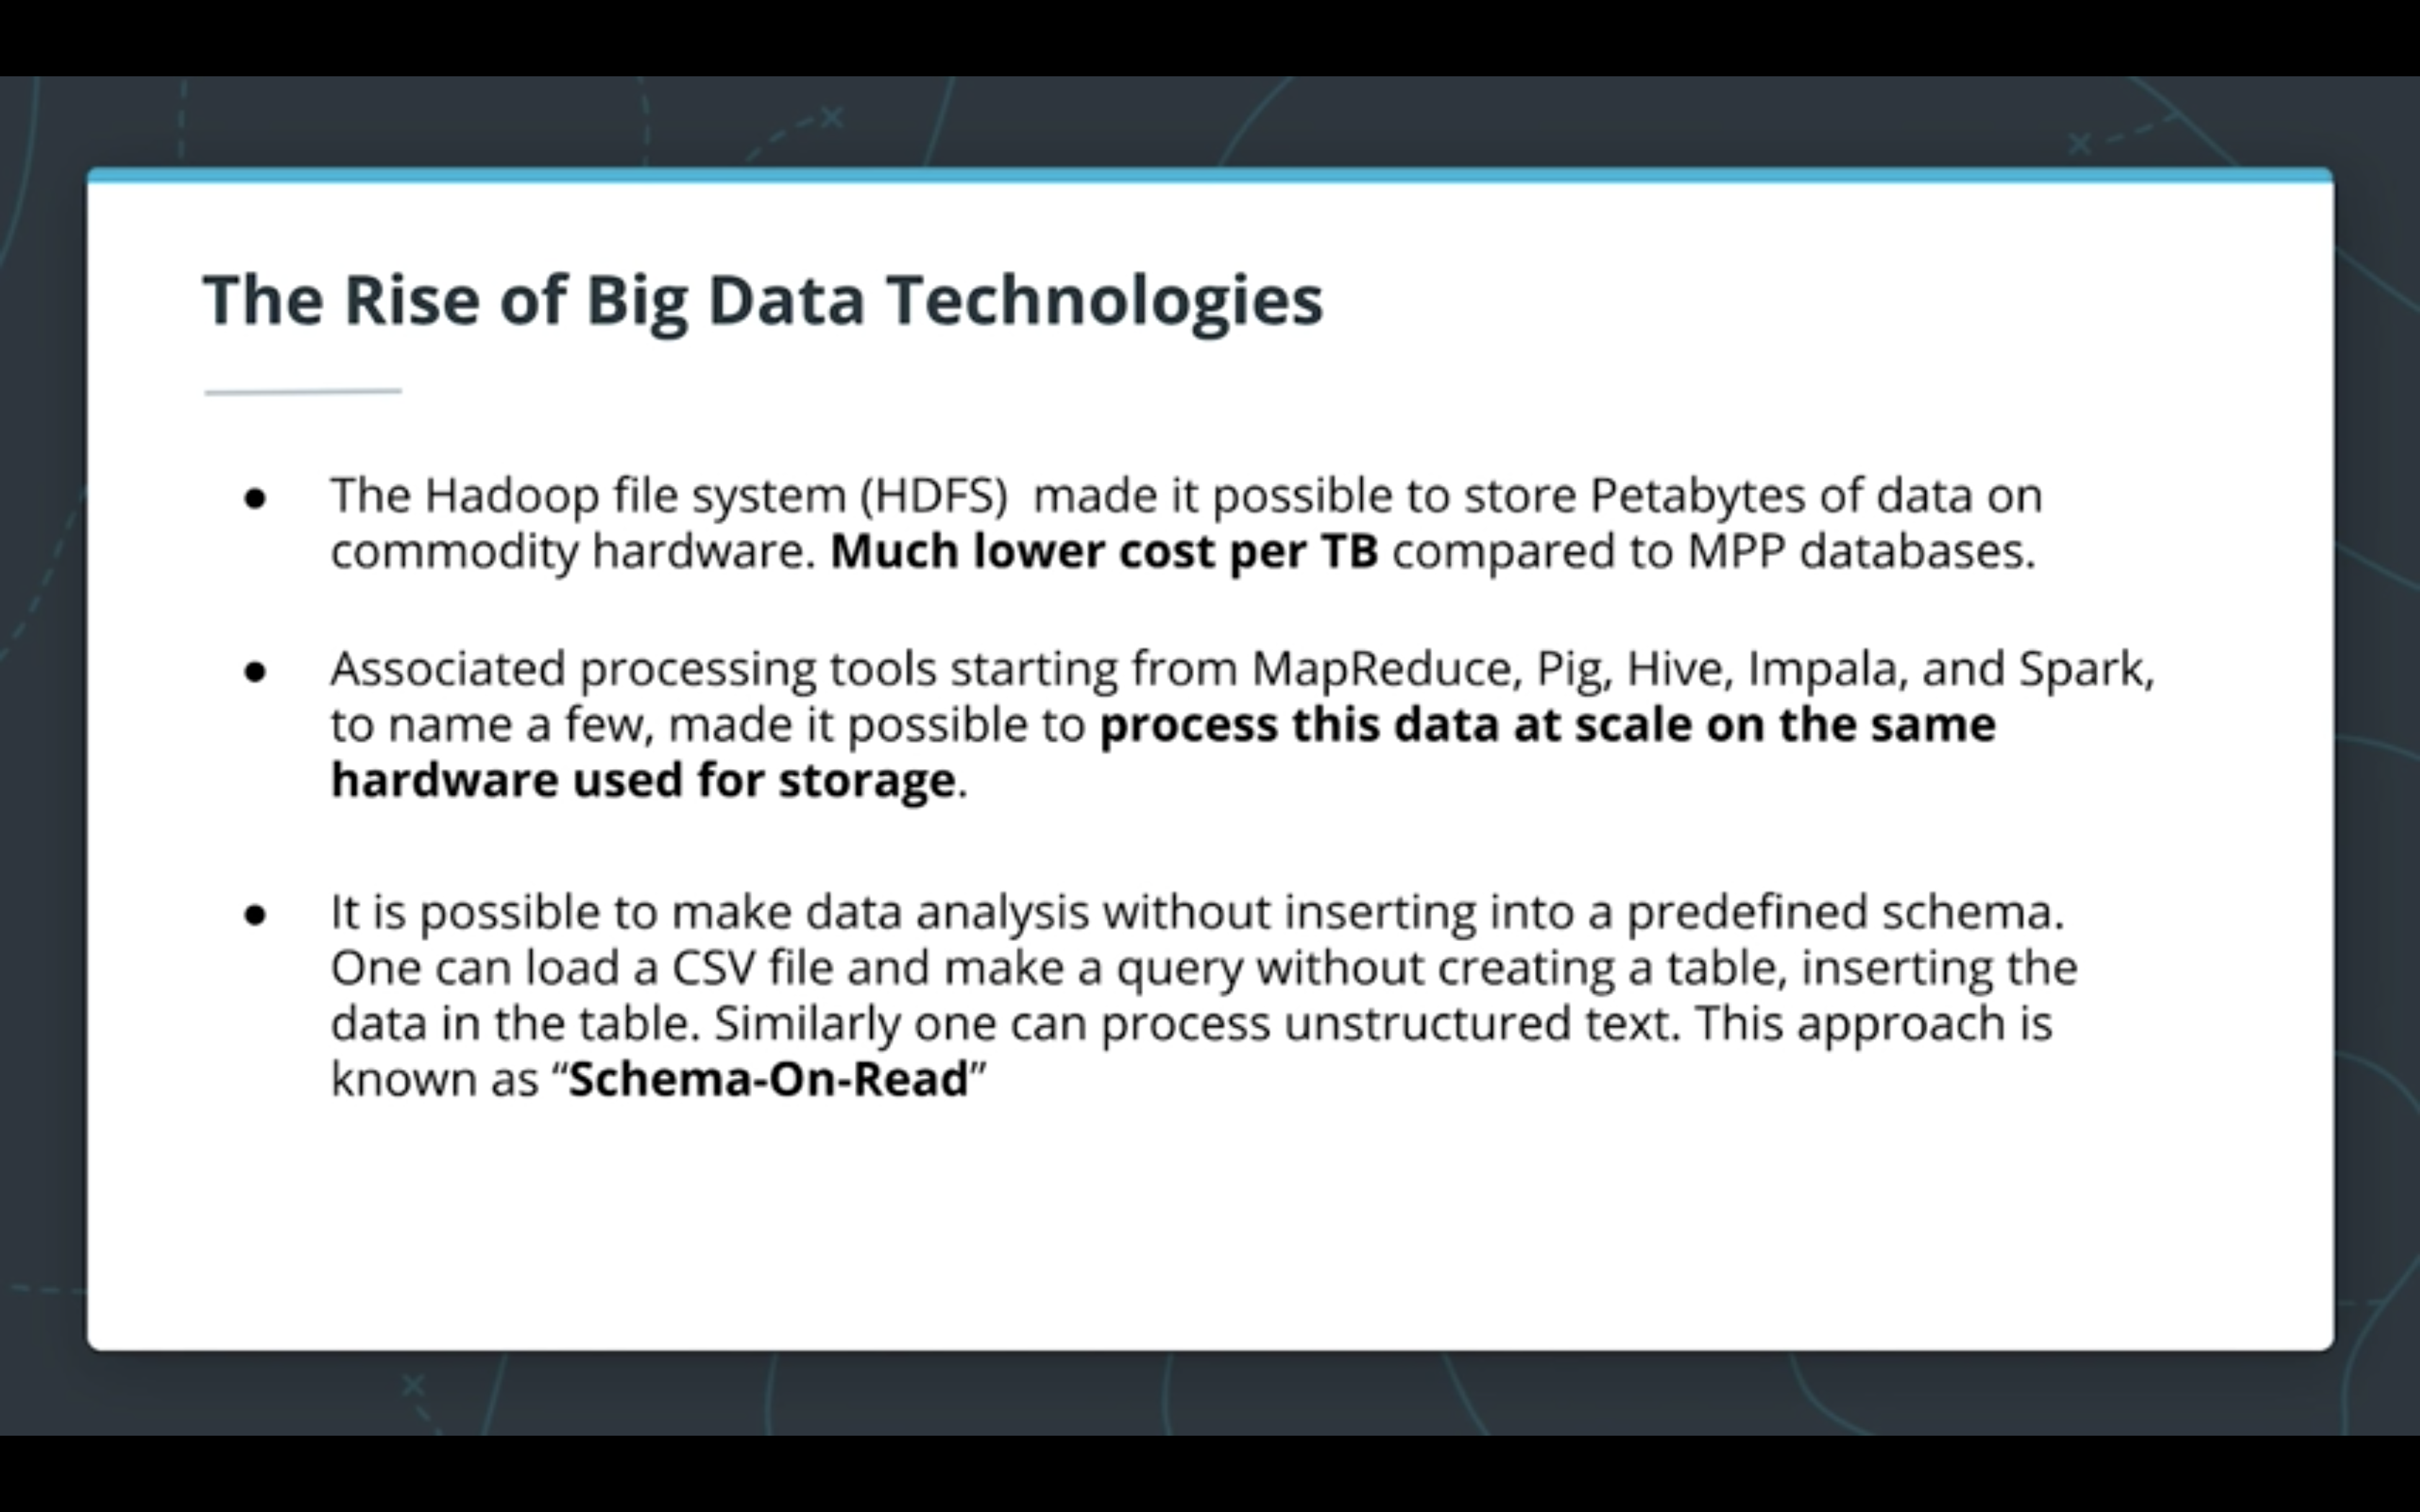 The Rise of Big Data Technologies
● The Hadoop file system (HDFS)  made it possible to store Petabytes of data on
commodity hardware. Much lower cost per TB compared to MPP databases.
● Associated processing tools starting from MapReduce, Pig, Hive, Impala, and Spark,
to name a few, made it possible to process this data at scale on the same
hardware used for storage.
● It is possible to make data analysis without inserting into a predefined schema.
One can load a CSV file and make a query without creating a table, inserting the
data in the table. Similarly one can process unstructured text. This approach is
known as “Schema-On-Read”